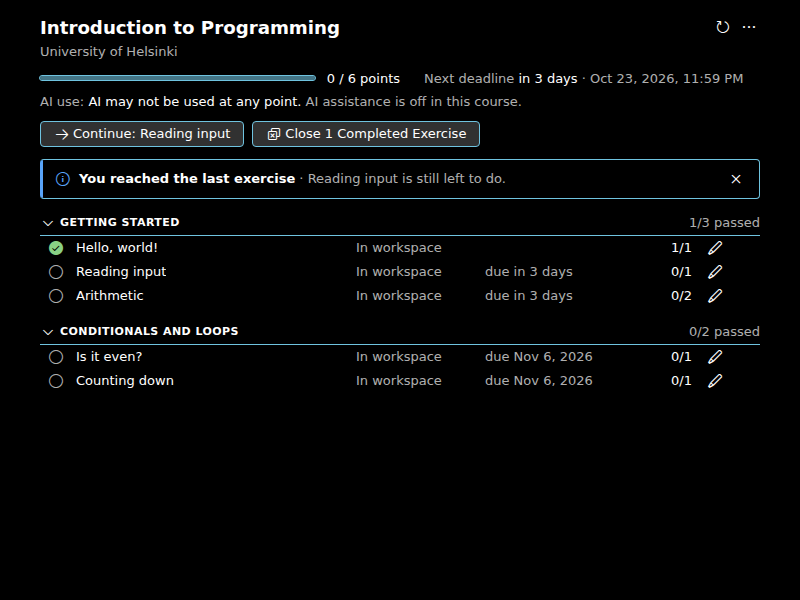 Introduction to Programming
University of Helsinki
0 / 6 points Next deadline in 3 days · Oct 23, 2026, 11:59 PM
AI use: AI may not be used at any point. AI assistance is off in this course.
Continue: Reading input Close 1 Completed Exercise
You reached the last exercise · Reading input is still left to do.
GETTING STARTED 1/3 passed
Hello, world! In workspace 1/1
Reading input In workspace due in 3 days 0/1
Arithmetic In workspace due in 3 days 0/2
CONDITIONALS AND LOOPS 0/2 passed
Is it even? In workspace due Nov 6, 2026 0/1
Counting down In workspace due Nov 6, 2026 0/1